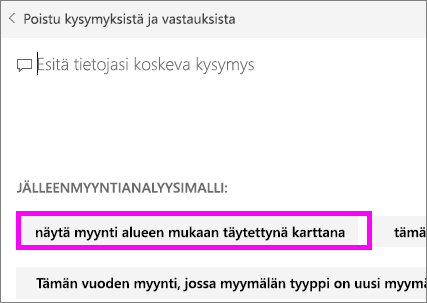 Poistu kysymyksistä ja vastauksista
Esitä tietojasi koskeva kysymys
JÄLLEENMYYNTIANALYYSIMALLI:
näytä myynti alueen mukaan täytettynä karttana tämä
Tämän vuoden myynti, jossa myymälän tyyppi on uusi myymä